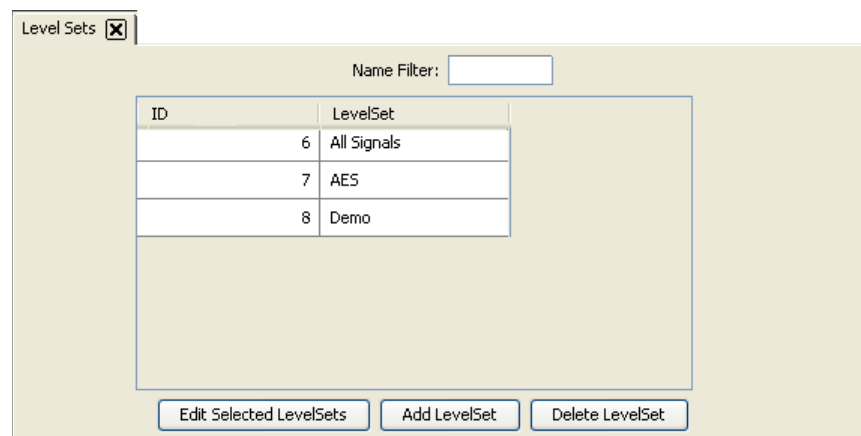 Level Sets
Name Filter:
ID LevelSet
6 All Signals
7 AES
8 Demo
Edit Selected LevelSets Add LevelSet Delete LevelSet